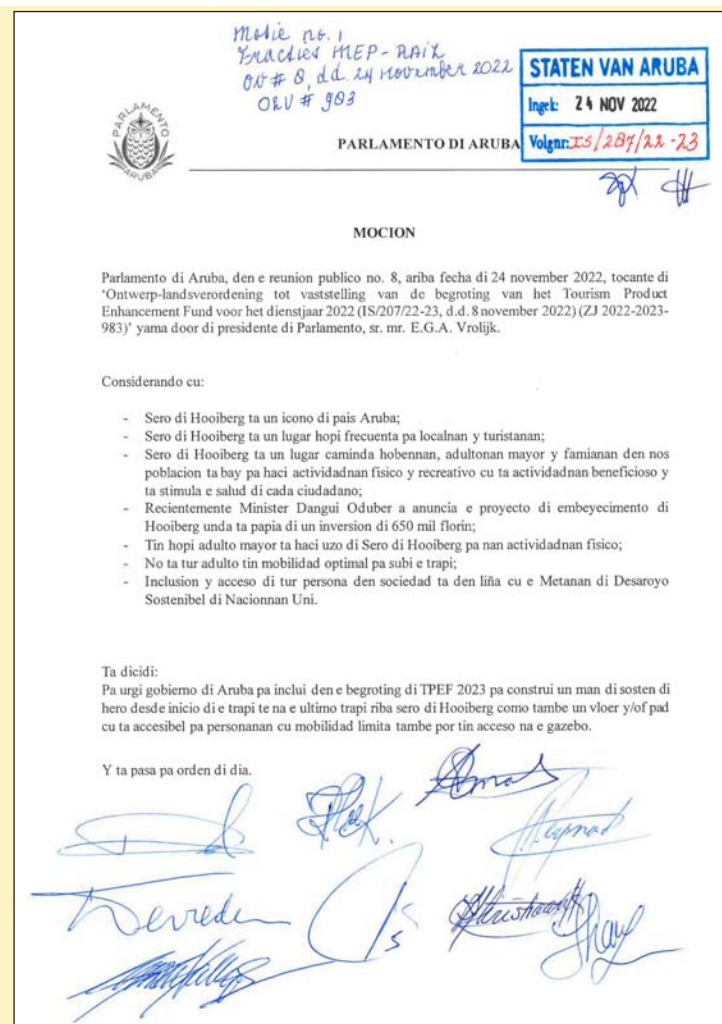 Motie no. 1
Fracties MEP - RAIZ
OV # 8, d.d. 24 november 2022
ORV # 983
STATEN VAN ARUBA
Ingek: 24 NOV 2022
Volgnr: IS/287/22-23
PARLAMENTO
ARUBA
PARLAMENTO DI ARUBA
MOCION
Parlamento di Aruba, den e reunion publico no. 8, ariba fecha di 24 november 2022, tocante di
‘Ontwerp-landsverordening tot vaststelling van de begroting van het Tourism Product
Enhancement Fund voor het dienstjaar 2022 (IS/207/22-23, d.d. 8 november 2022) (ZJ 2022-2023-
983)’ yama door di presidente di Parlamento, sr. mr. E.G.A. Vrolijk.
Considerando cu:
- Sero di Hooiberg ta un icono di pais Aruba;
- Sero di Hooiberg ta un lugar hopi frecuenta pa localnan y turistanan;
- Sero di Hooiberg ta un lugar caminda hobennan, adultonan mayor y famianan den nos
poblacion ta bay pa haci actividadnan fisico y recreativo cu ta actividadnan beneficioso y
ta stimula e salud di cada ciudadano;
- Recientemente Minister Dangui Oduber a anuncia e proyecto di embeyecimento di
Hooiberg unda ta papia di un inversion di 650 mil florin;
- Tin hopi adulto mayor ta haci uzo di Sero di Hooiberg pa nan actividadnan fisico;
- No ta tur adulto tin mobilidad optimal pa subi e trapi;
- Inclusion y acceso di tur persona den sociedad ta den liña cu e Metanan di Desaroyo
Sostenibel di Nacionnan Uni.
Ta dicidi:
Pa urgi gobierno di Aruba pa inclui den e begroting di TPEF 2023 pa construi un man di sosten di
hero desde inicio di e trapi te na e ultimo trapi riba sero di Hooiberg como tambe un vloer y/of pad
cu ta accesibel pa personanan cu mobilidad limita tambe por tin acceso na e gazebo.
Y ta pasa pa orden di dia.